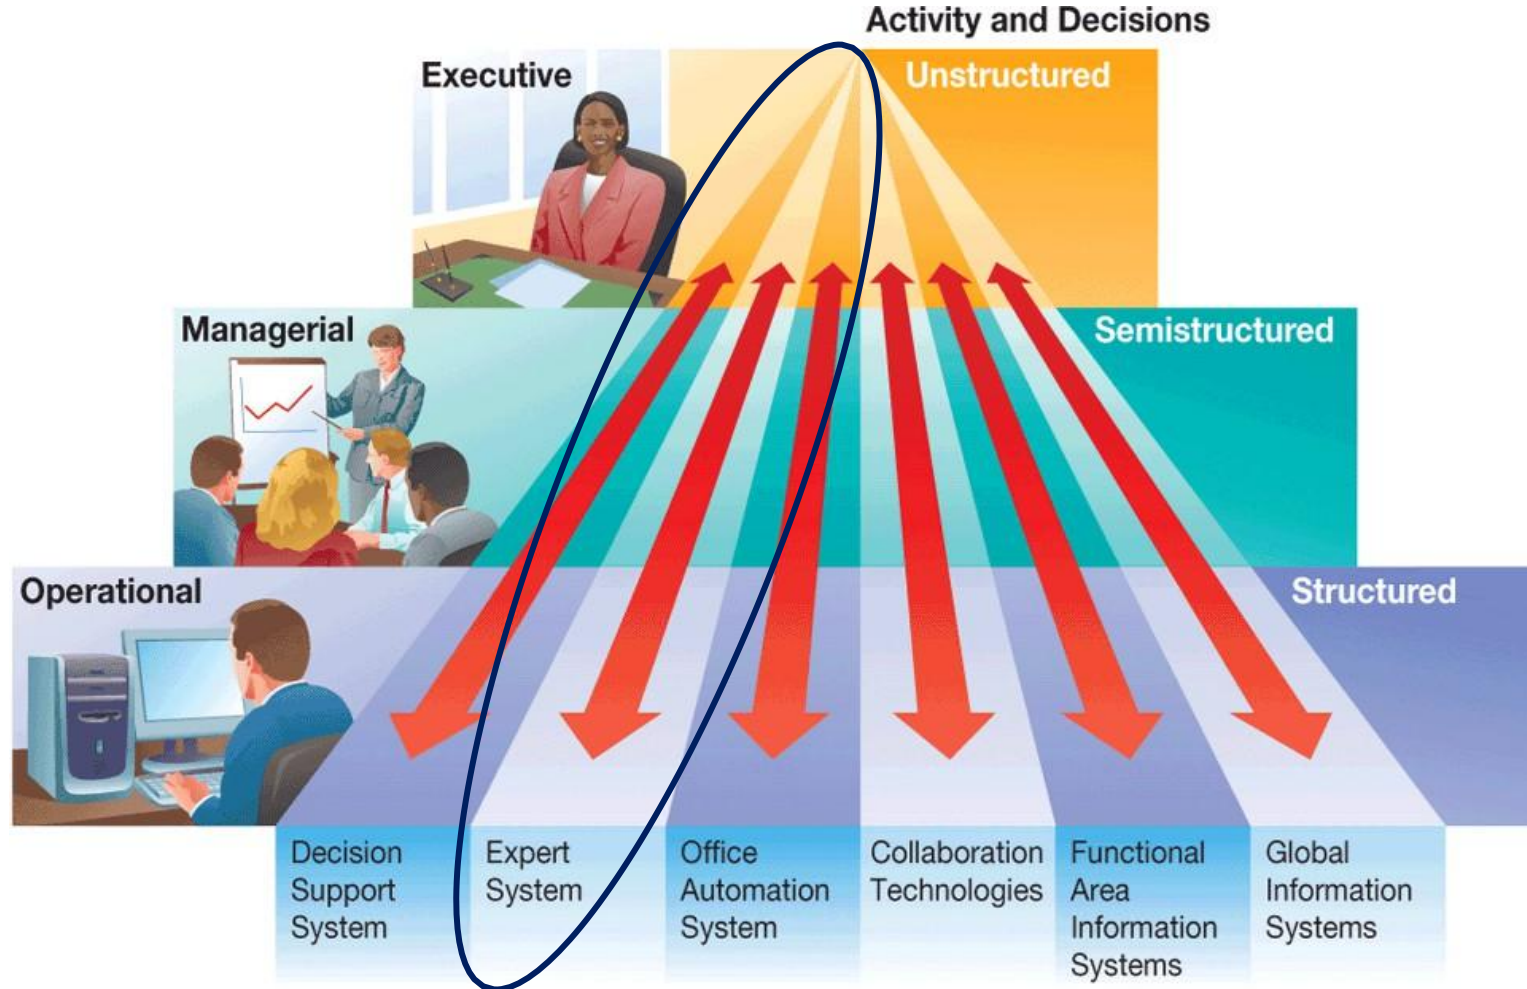 Activity and Decisions
Executive
Unstructured
Managerial
Semistructured
Operational
Structured
Decision
Support
System
Expert
System
Office
Automation
System
Collaboration
Technologies
Functional
Area
Information
Systems
Global
Information
Systems